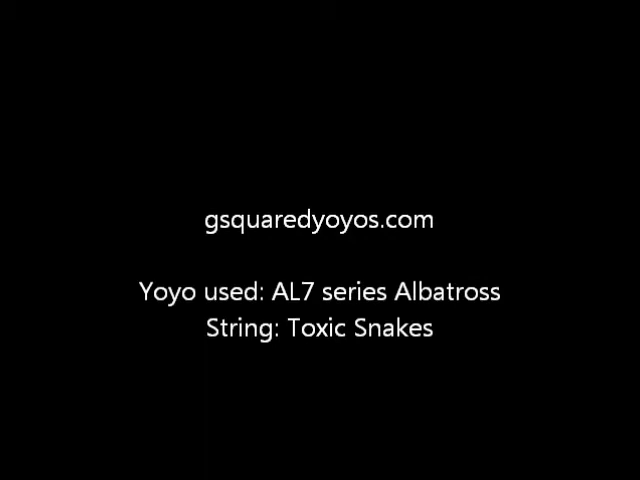 gsquaredyoyos.com
Yoyo used: AL7 series Albatross
String: Toxic Snakes